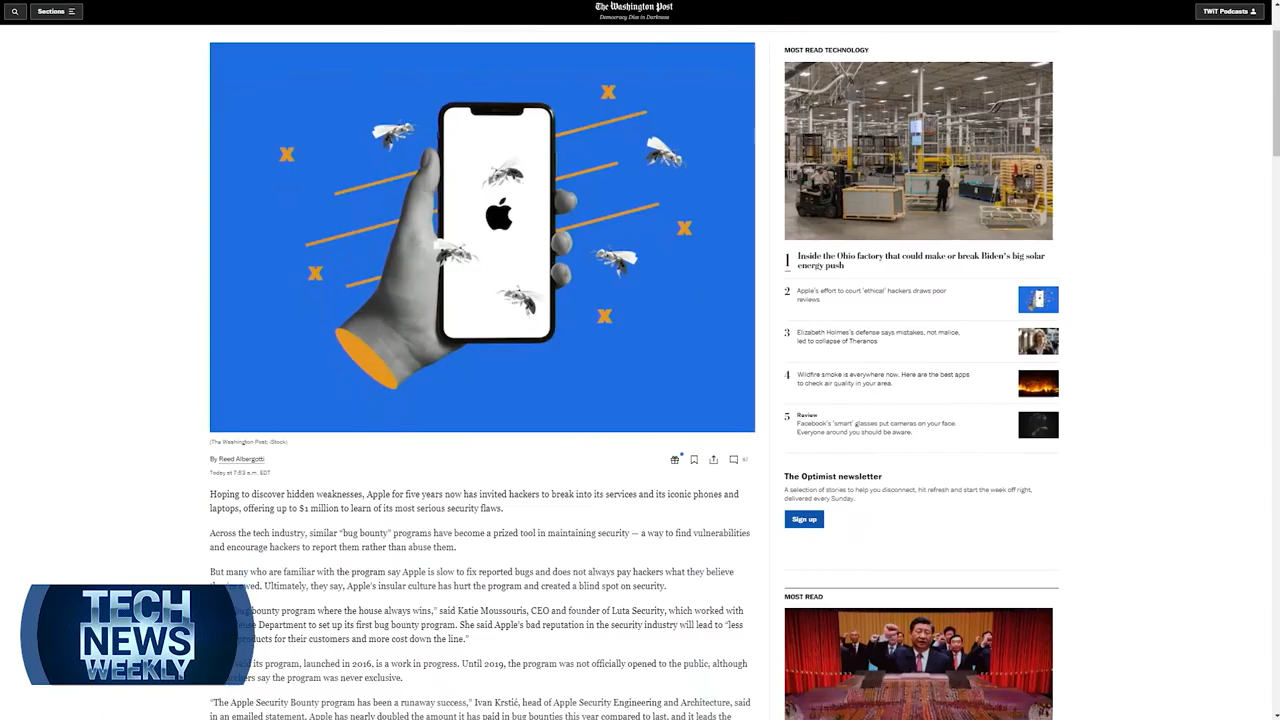 Sections
The Washington Post
Democracy Dies in Darkness
TWiT Podcasts
x
x
x
x
x
(The Washington Post; iStock)
By Reed Albergotti
Today at 7:53 a.m. EDT
61
Hoping to discover hidden weaknesses, Apple for five years now has invited hackers to break into its services and its iconic phones and
laptops, offering up to $1 million to learn of its most serious security flaws.
Across the tech industry, similar “bug bounty” programs have become a prized tool in maintaining security — a way to find vulnerabilities
and encourage hackers to report them rather than abuse them.
But many who are familiar with the program say Apple is slow to fix reported bugs and does not always pay hackers what they believe
owed. Ultimately, they say, Apple's insular culture has hurt the program and created a blind spot on security.
bounty program where the house always wins,” said Katie Moussouris, CEO and founder of Luta Security, which worked with
Department to set up its first bug bounty program. She said Apple's bad reputation in the security industry will lead to “less
products for their customers and more cost down the line.”
its program, launched in 2016, is a work in progress. Until 2019, the program was not officially opened to the public, although
say the program was never exclusive.
“The Apple Security Bounty program has been a runaway success,” Ivan Krstić, head of Apple Security Engineering and Architecture, said
in an emailed statement. Apple has nearly doubled the amount it has paid in bug bounties this year compared to last, and it leads the
MOST READ TECHNOLOGY
1 Inside the Ohio factory that could make or break Biden's big solar
energy push
2 Apple's effort to court 'ethical' hackers draws poor
reviews
3 Elizabeth Holmes's defense says mistakes, not malice,
led to collapse of Theranos
4 Wildfire smoke is everywhere now. Here are the best apps
to check air quality in your area.
5 Review
Facebook's 'smart' glasses put cameras on your face.
Everyone around you should be aware.
The Optimist newsletter
A selection of stories to help you disconnect, hit refresh and start the week off right,
delivered every Sunday.
Sign up
MOST READ
TECH
NEWS
WEEKLY